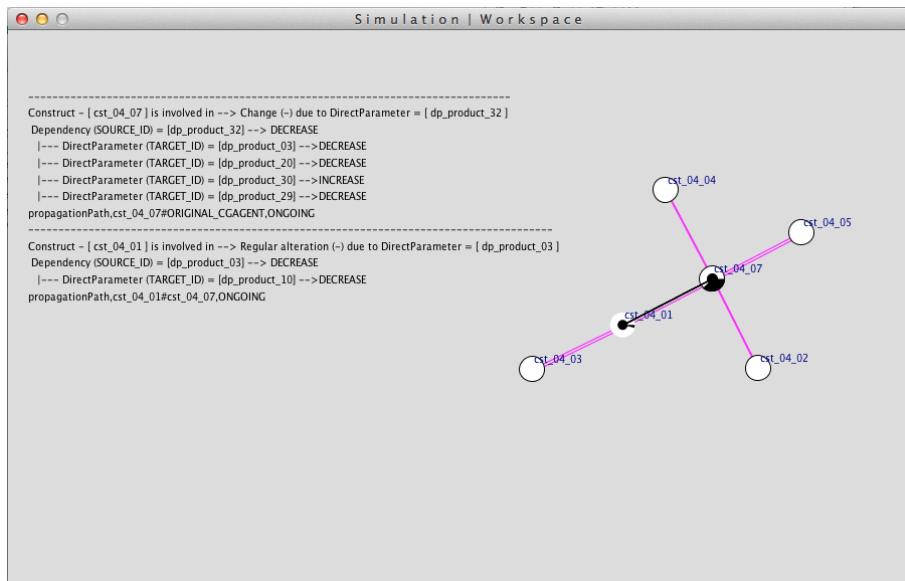 Simulation | Workspace
--------------------------------------------------------------------------------
Construct - [ cst_04_07 ] is involved in --> Change (-) due to DirectParameter = [ dp_product_32 ]
Dependency (SOURCE_ID) = [dp_product_32] --> DECREASE
|--- DirectParameter (TARGET_ID) = [dp_product_03] -->DECREASE
|--- DirectParameter (TARGET_ID) = [dp_product_20] -->DECREASE
|--- DirectParameter (TARGET_ID) = [dp_product_30] -->INCREASE
|--- DirectParameter (TARGET_ID) = [dp_product_29] -->DECREASE
propagationPath,cst_04_07#ORIGINAL_CGAGENT,ONGOING
---------------------------------------------------------------------------------------
Construct - [ cst_04_01 ] is involved in --> Regular alteration (-) due to DirectParameter = [ dp_product_03 ]
Dependency (SOURCE_ID) = [dp_product_03] --> DECREASE
|--- DirectParameter (TARGET_ID) = [dp_product_10] -->DECREASE
propagationPath,cst_04_01#cst_04_07,ONGOING
cst_04_04
cst_04_05
cst_04_07
cst_04_01
cst_04_03
cst_04_02